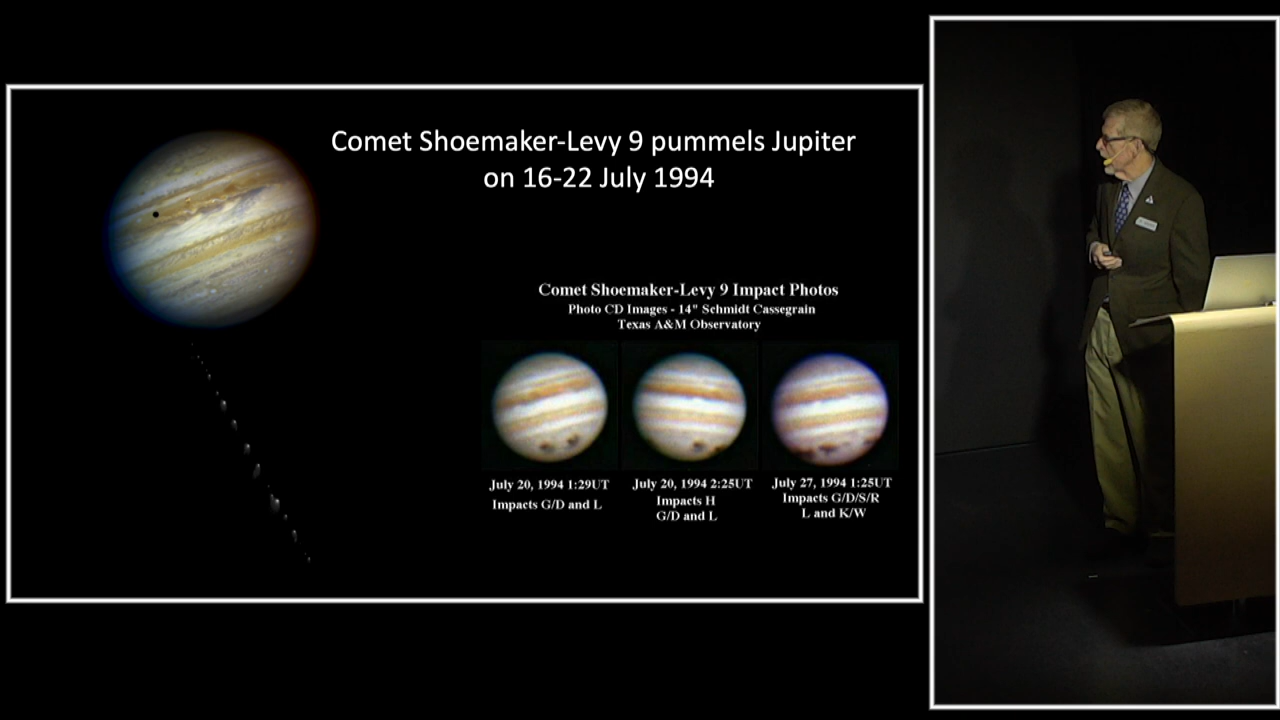 Comet Shoemaker-Levy 9 pummels Jupiter
on 16-22 July 1994
Comet Shoemaker-Levy 9 Impact Photos
Photo CD Images - 14" Schmidt Cassegrain
Texas A&M Observatory
July 20, 1994 1:29UT
Impacts G/D and L
July 20, 1994 2:25UT
Impacts H
G/D and L
July 27, 1994 1:25UT
Impacts G/D/S/R
L and K/W